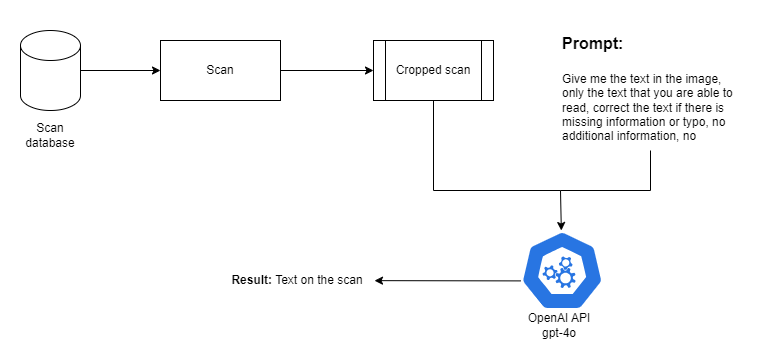 Scan
database
Scan
Cropped scan
Prompt:
Give me the text in the image,
only the text that you are able to
read, correct the text if there is
missing information or typo, no
additional information, no
OpenAI API
gpt-4o
Result: Text on the scan